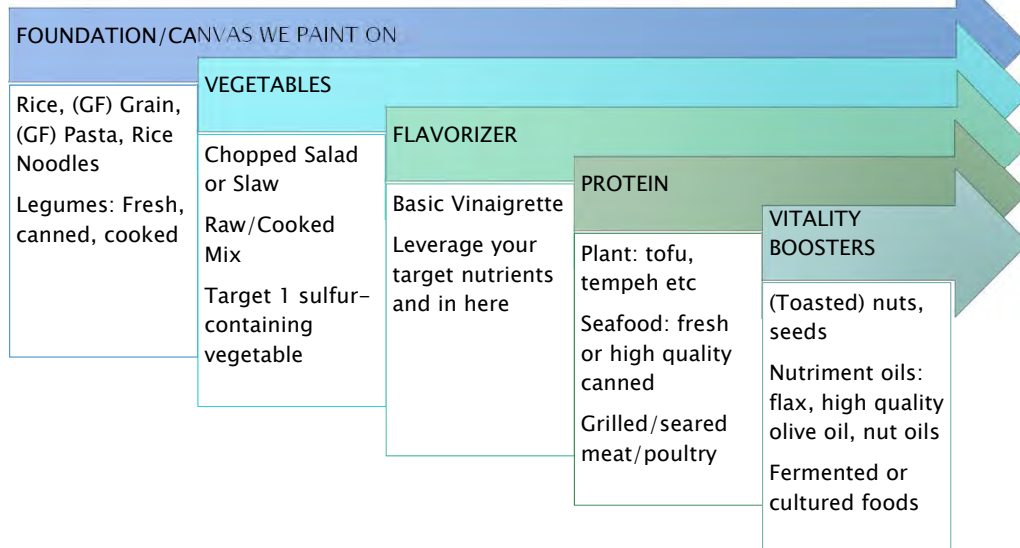 FOUNDATION/CANVAS WE PAINT ON
Rice, (GF) Grain,
(GF) Pasta, Rice
Noodles
Legumes: Fresh,
canned, cooked
VEGETABLES
Chopped Salad
or Slaw
Raw/Cooked
Mix
Target 1 sulfur-
containing
vegetable
FLAVORIZER
Basic Vinaigrette
Leverage your
target nutrients
and in here
PROTEIN
Plant: tofu,
tempeh etc
Seafood: fresh
or high quality
canned
Grilled/seared
meat/poultry
VITALITY
BOOSTERS
(Toasted) nuts,
seeds
Nutriment oils:
flax, high quality
olive oil, nut oils
Fermented or
cultured foods